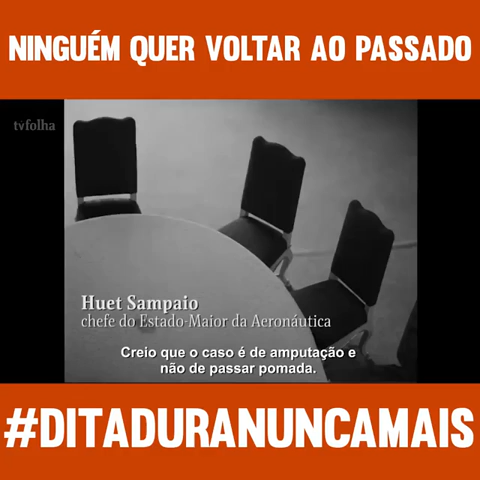 NINGUÉM QUER VOLTAR AO PASSADO
tvfolha
Huet Sampaio
chefe do Estado-Maior da Aeronáutica
Creio que o caso é de amputação e
não de passar pomada.
#DITADURANUNCAMAIS